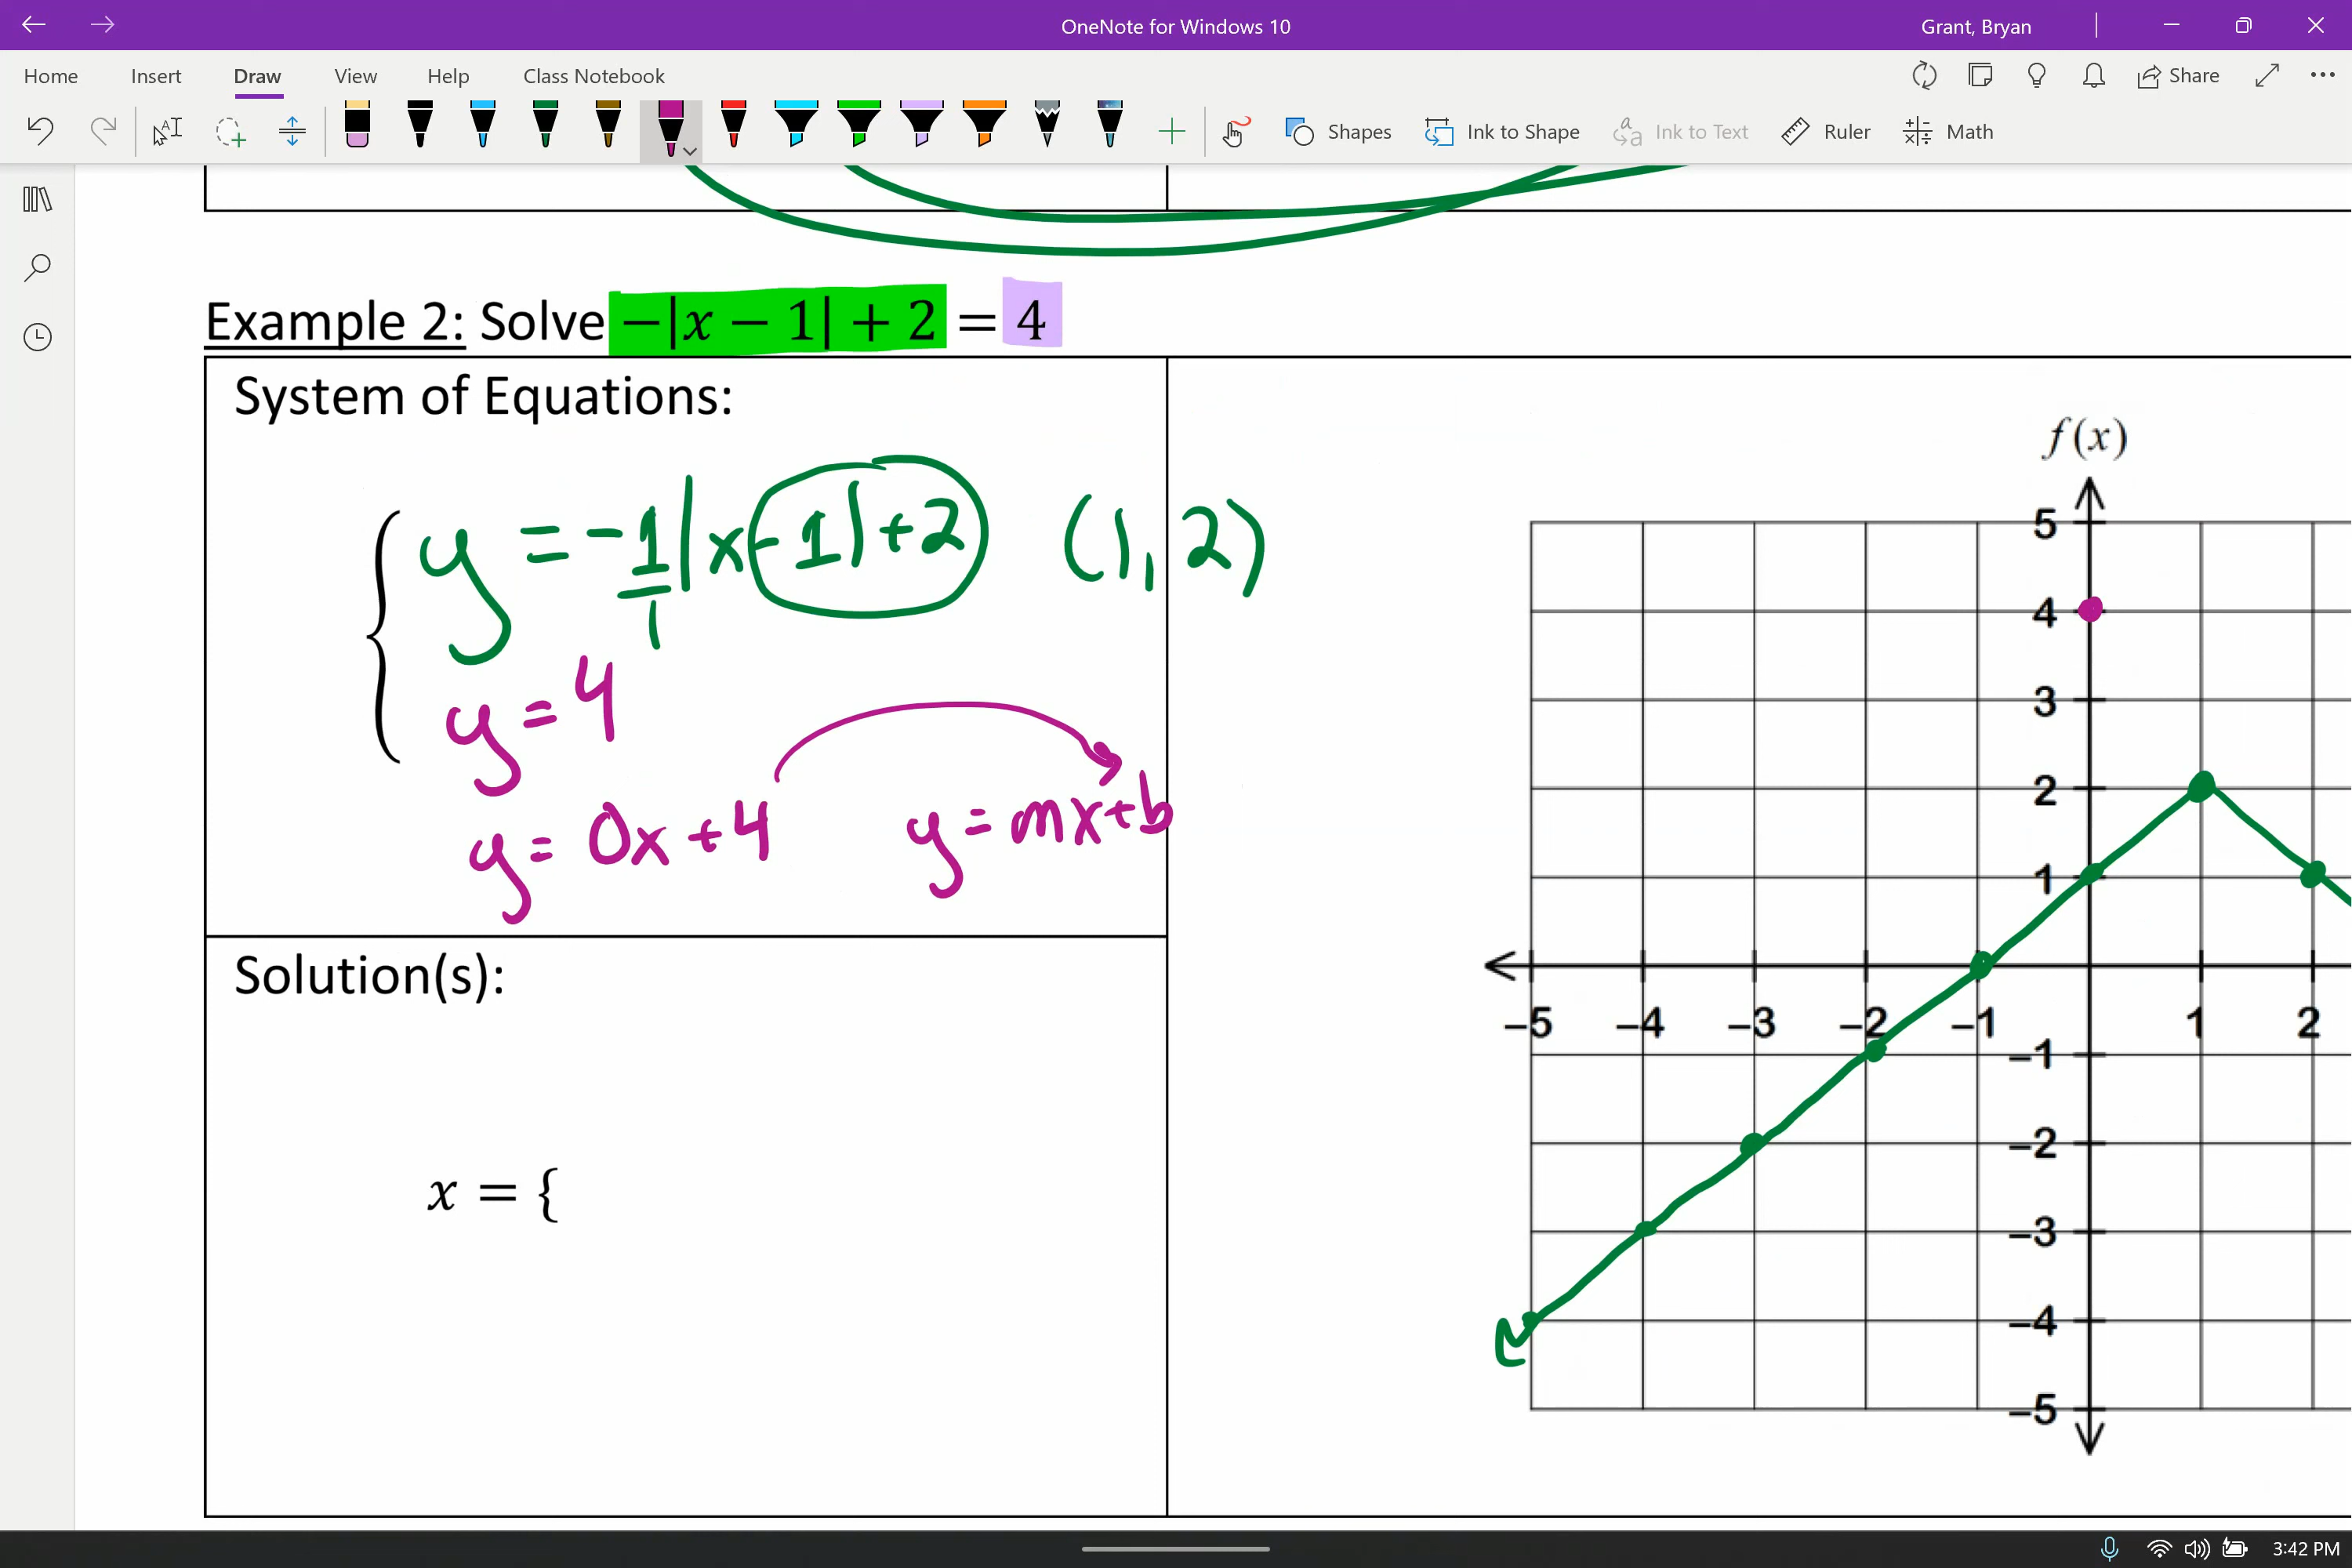 OneNote for Windows 10
Grant, Bryan
Home Insert Draw View Help Class Notebook Share
Shapes Ink to Shape Ink to Text Ruler Math
Example 2: Solve −|x − 1| + 2 = 4
System of Equations:
y = -1/1 |x - 1| + 2 (1, 2)
y = 4
y = 0x + 4 y = mx + b
Solution(s):
x = {
f(x)
5
4
3
2
1
−5 −4 −3 −2 −1 1 2
−1
−2
−3
−4
−5
3:42 PM